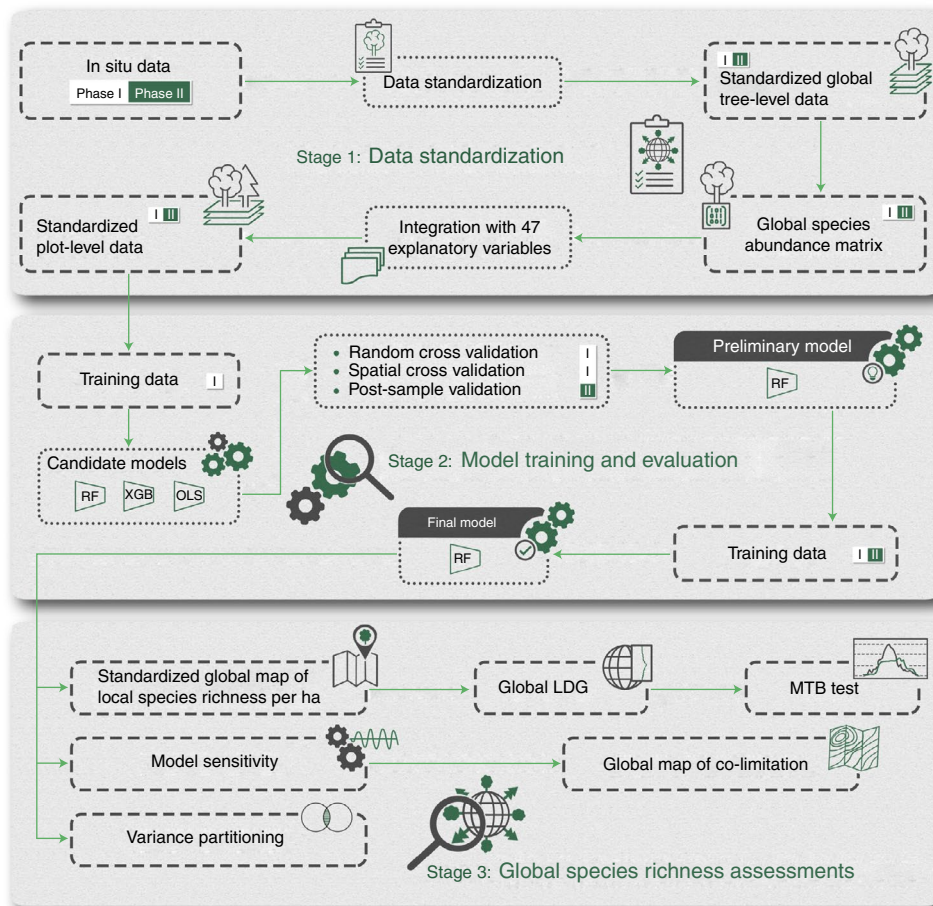 In situ data
Phase I Phase II
Data standardization
I II
Standardized global
tree-level data
Stage 1: Data standardization
Standardized
plot-level data
I II
Integration with 47
explanatory variables
Global species
abundance matrix
I II
Training data I
• Random cross validation I
• Spatial cross validation I
• Post-sample validation II
Preliminary model
RF
Candidate models
RF XGB OLS
Stage 2: Model training and evaluation
Final model
RF
Training data I II
Standardized global map of
local species richness per ha
Global LDG
MTB test
Model sensitivity
Global map of co-limitation
Variance partitioning
Stage 3: Global species richness assessments